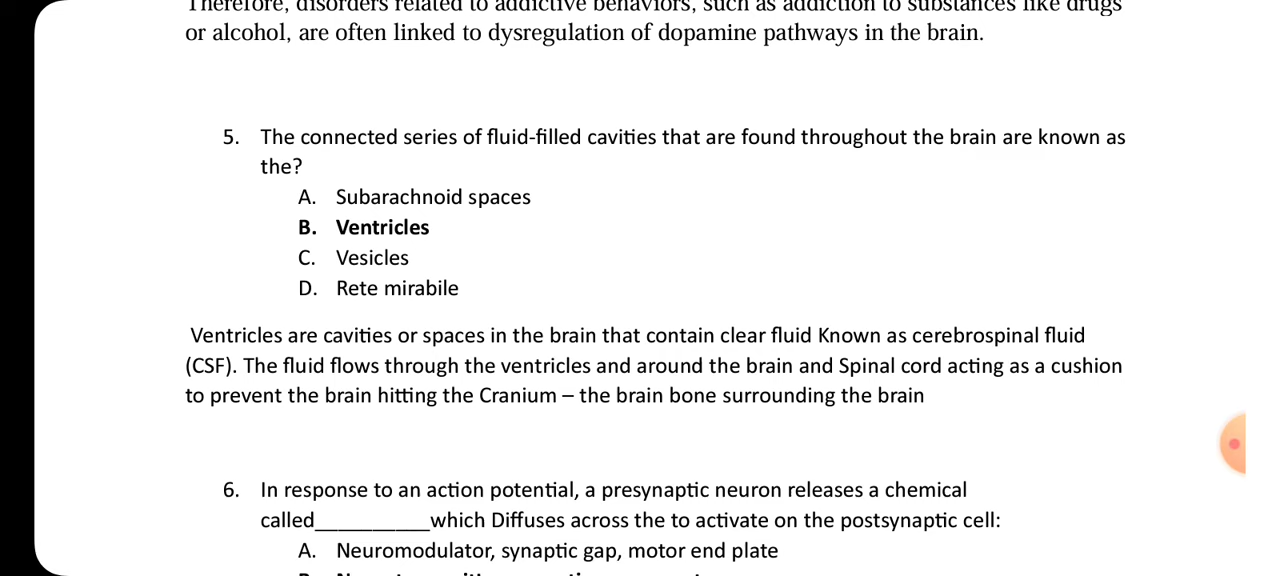 Therefore, disorders related to addictive behaviors, such as addiction to substances like drugs
or alcohol, are often linked to dysregulation of dopamine pathways in the brain.
5. The connected series of fluid-filled cavities that are found throughout the brain are known as
the?
A. Subarachnoid spaces
B. Ventricles
C. Vesicles
D. Rete mirabile
Ventricles are cavities or spaces in the brain that contain clear fluid Known as cerebrospinal fluid
(CSF). The fluid flows through the ventricles and around the brain and Spinal cord acting as a cushion
to prevent the brain hitting the Cranium – the brain bone surrounding the brain
6. In response to an action potential, a presynaptic neuron releases a chemical
called__________which Diffuses across the to activate on the postsynaptic cell:
A. Neuromodulator, synaptic gap, motor end plate